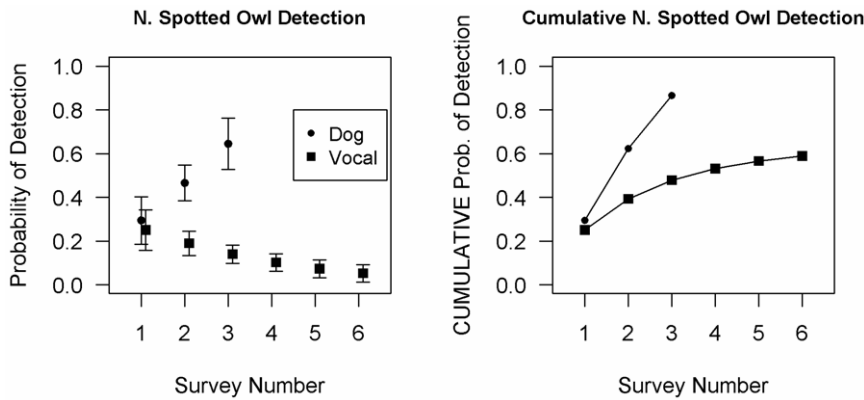 N. Spotted Owl Detection
Probability of Detection
1.0
0.8
0.6
0.4
0.2
0.0
Dog
Vocal
1 2 3 4 5 6
Survey Number
Cumulative N. Spotted Owl Detection
CUMULATIVE Prob. of Detection
1.0
0.8
0.6
0.4
0.2
0.0
1 2 3 4 5 6
Survey Number